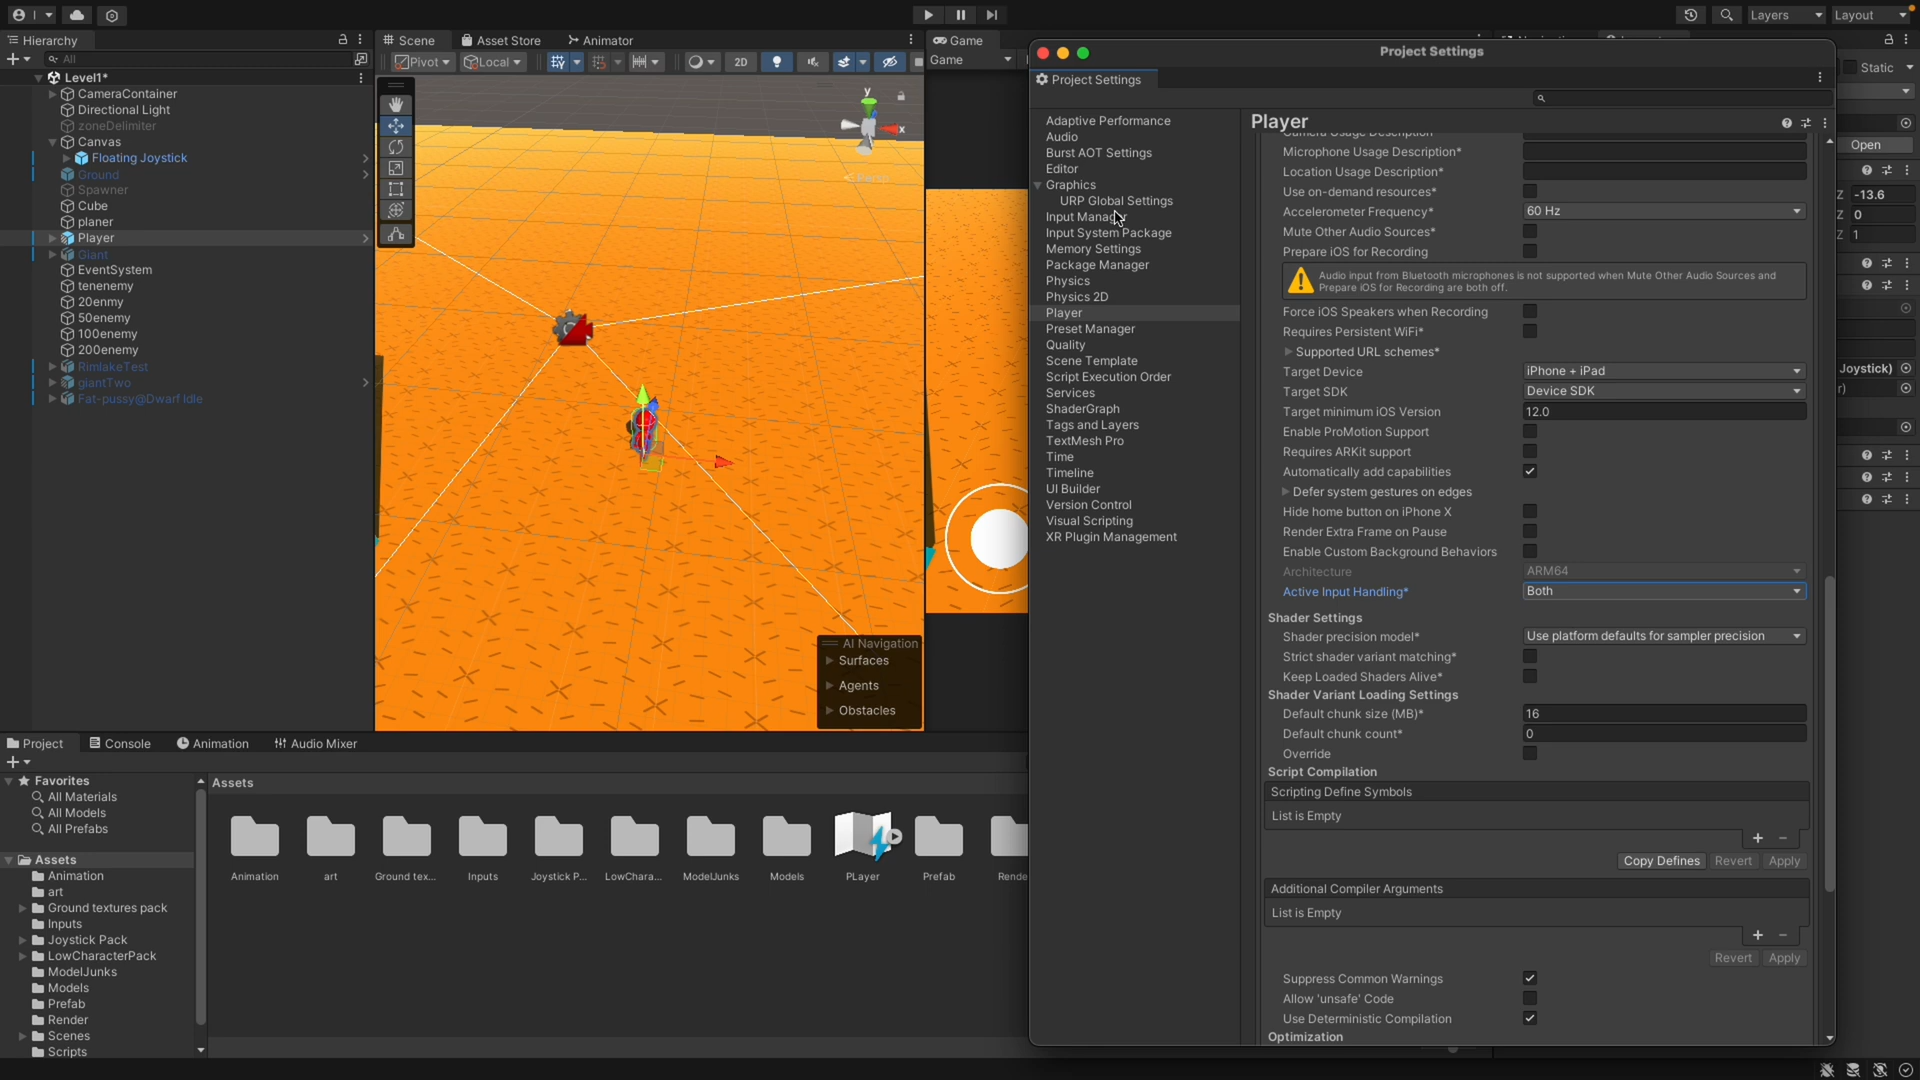 I
Layers
Layout
Hierarchy
All
Level1*
CameraContainer
Directional Light
zoneDelimiter
Canvas
Floating Joystick
Ground
Spawner
Cube
planer
Player
Giant
EventSystem
tenenemy
20enmy
50enemy
100enemy
200enemy
RimlakeTest
giantTwo
Fat-pussy@Dwarf Idle
Scene
Asset Store
Animator
Pivot
Local
2D
y
x
Persp
AI Navigation
Surfaces
Agents
Obstacles
Game
Game
Project Settings
Project Settings
Adaptive Performance
Audio
Burst AOT Settings
Editor
Graphics
URP Global Settings
Input Manager
Input System Package
Memory Settings
Package Manager
Physics
Physics 2D
Player
Preset Manager
Quality
Scene Template
Script Execution Order
Services
ShaderGraph
Tags and Layers
TextMesh Pro
Time
Timeline
UI Builder
Version Control
Visual Scripting
XR Plugin Management
Player
Camera Usage Description*
Microphone Usage Description*
Location Usage Description*
Use on-demand resources*
Accelerometer Frequency* 60 Hz
Mute Other Audio Sources*
Prepare iOS for Recording
Audio input from Bluetooth microphones is not supported when Mute Other Audio Sources and
Prepare iOS for Recording are both off.
Force iOS Speakers when Recording
Requires Persistent WiFi*
Supported URL schemes*
Target Device iPhone + iPad
Target SDK Device SDK
Target minimum iOS Version 12.0
Enable ProMotion Support
Requires ARKit support
Automatically add capabilities
Defer system gestures on edges
Hide home button on iPhone X
Render Extra Frame on Pause
Enable Custom Background Behaviors
Architecture ARM64
Active Input Handling* Both
Shader Settings
Shader precision model* Use platform defaults for sampler precision
Strict shader variant matching*
Keep Loaded Shaders Alive*
Shader Variant Loading Settings
Default chunk size (MB)* 16
Default chunk count* 0
Override
Script Compilation
Scripting Define Symbols
List is Empty
Copy Defines Revert Apply
Additional Compiler Arguments
List is Empty
Revert Apply
Suppress Common Warnings
Allow 'unsafe' Code
Use Deterministic Compilation
Optimization
Static
Open
Z -13.6
Z 0
Z 1
Joystick)
r)
Project
Console
Animation
Audio Mixer
Favorites
All Materials
All Models
All Prefabs
Assets
Animation
art
Ground textures pack
Inputs
Joystick Pack
LowCharacterPack
ModelJunks
Models
Prefab
Render
Scenes
Scripts
Assets
Animation
art
Ground tex...
Inputs
Joystick P...
LowChara...
ModelJunks
Models
PLayer
Prefab
Rende